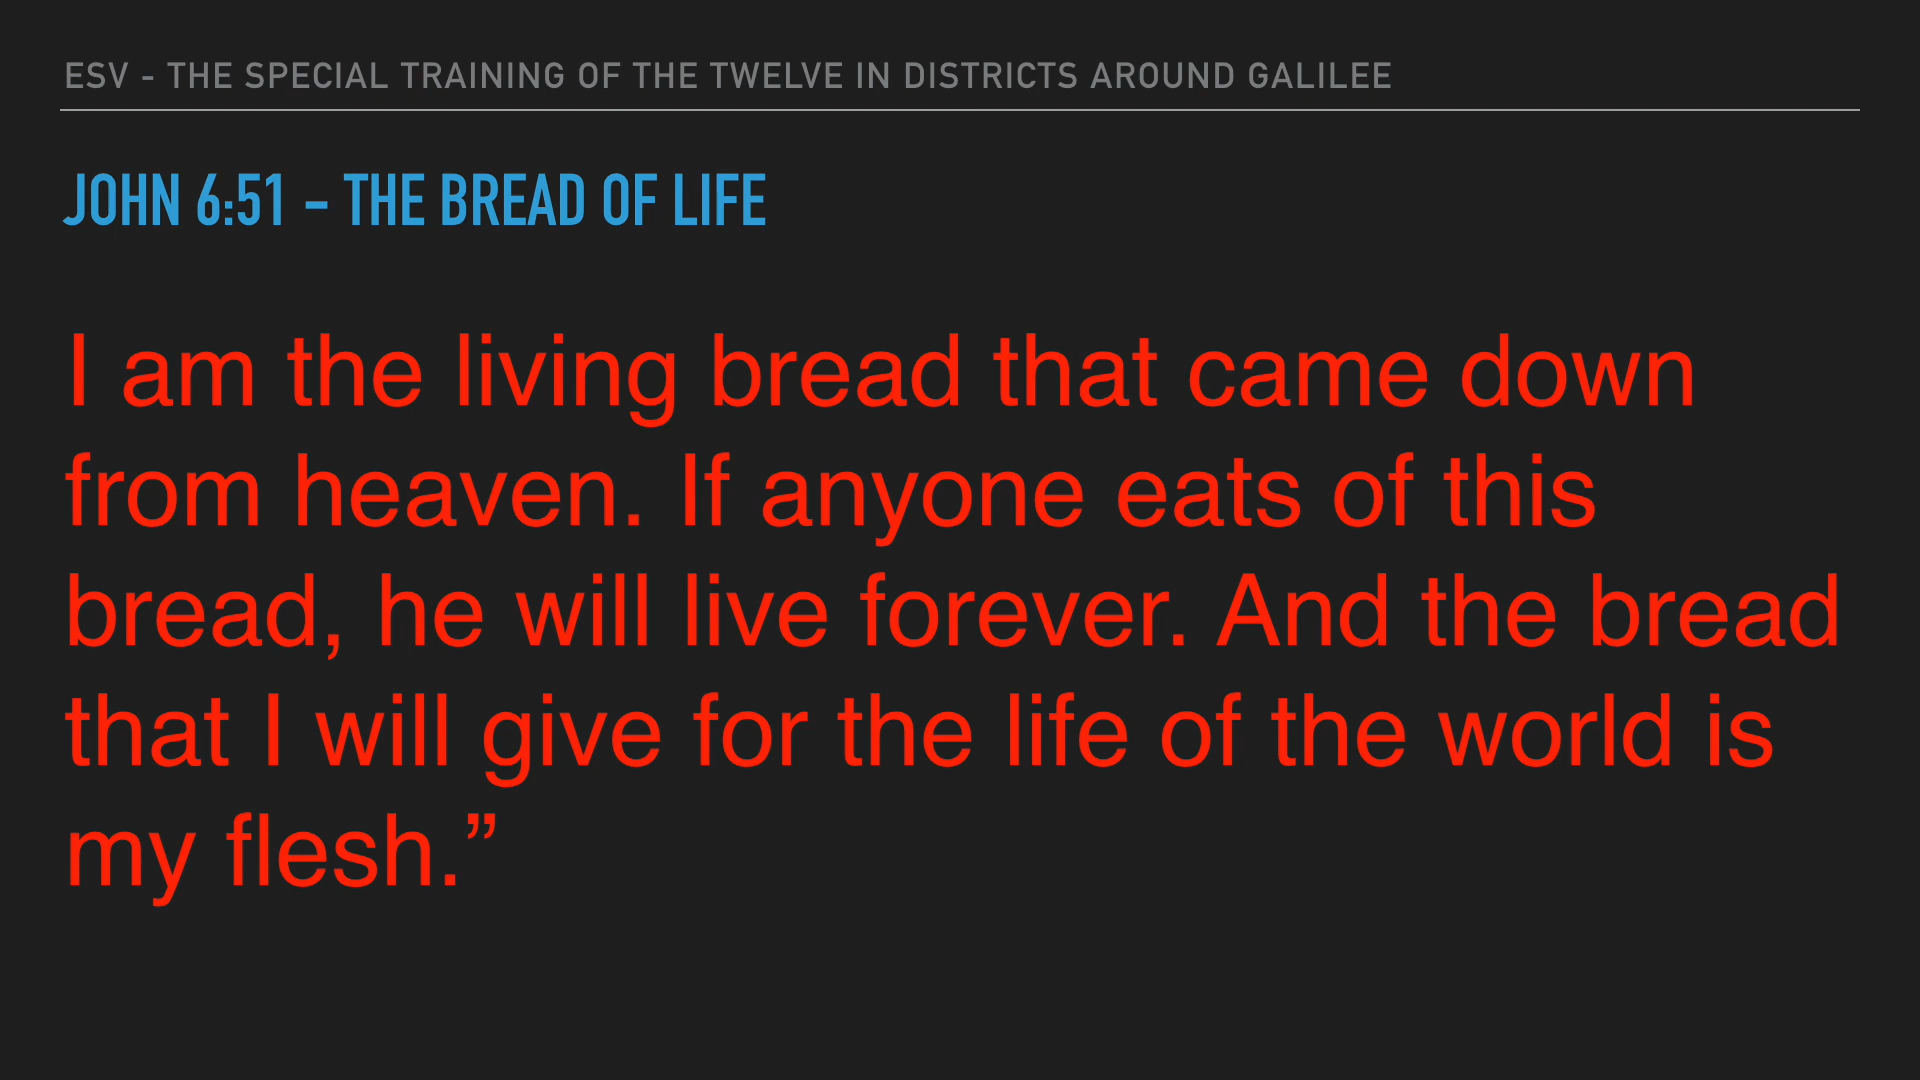 ESV - THE SPECIAL TRAINING OF THE TWELVE IN DISTRICTS AROUND GALILEE
JOHN 6:51 – THE BREAD OF LIFE
I am the living bread that came down
from heaven. If anyone eats of this
bread, he will live forever. And the bread
that I will give for the life of the world is
my flesh.”